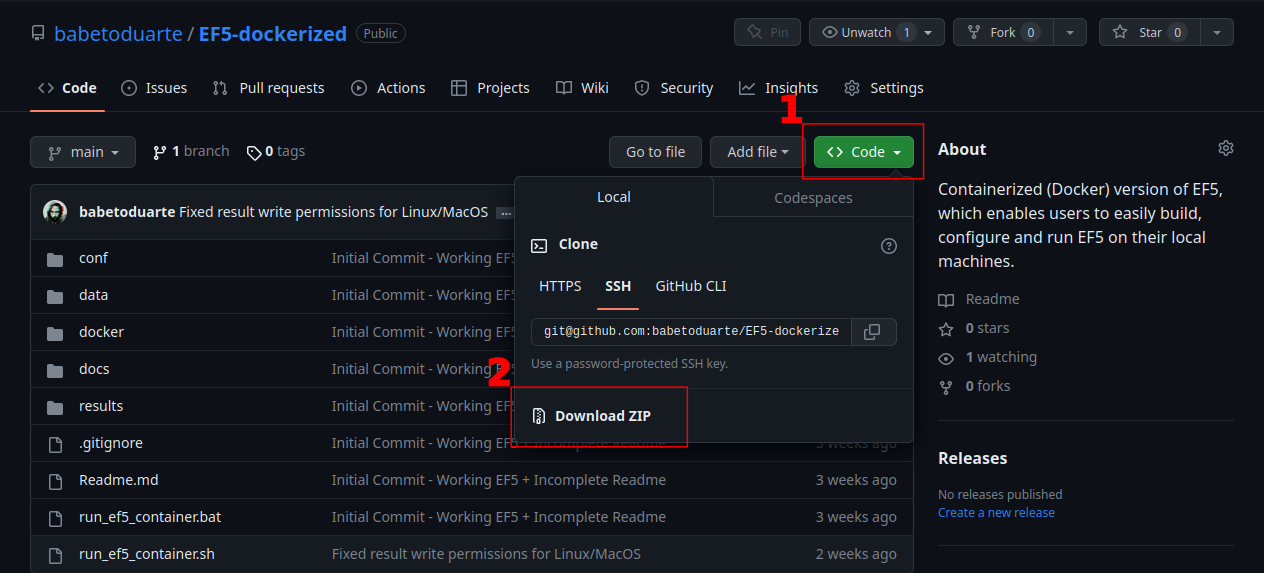 babetoduarte / EF5-dockerized Public
Pin Unwatch 1 Fork 0 Star 0
Code Issues Pull requests Actions Projects Wiki Security Insights Settings
1
main 1 branch 0 tags Go to file Add file Code
babetoduarte Fixed result write permissions for Linux/MacOS ...
conf Initial Commit - Working EF5
data Initial Commit - Working EF5
docker Initial Commit - Working EF5
docs Initial Commit - Working EF5
results Initial Commit - Working EF5
.gitignore Initial Commit - Working EF5 + Incomplete Readme 3 weeks ago
Readme.md Initial Commit - Working EF5 + Incomplete Readme 3 weeks ago
run_ef5_container.bat Initial Commit - Working EF5 + Incomplete Readme 3 weeks ago
run_ef5_container.sh Fixed result write permissions for Linux/MacOS 2 weeks ago
Local Codespaces
Clone
HTTPS SSH GitHub CLI
git@github.com:babetoduarte/EF5-dockerize
Use a password-protected SSH key.
2
Download ZIP
About
Containerized (Docker) version of EF5,
which enables users to easily build,
configure and run EF5 on their local
machines.
Readme
0 stars
1 watching
0 forks
Releases
No releases published
Create a new release